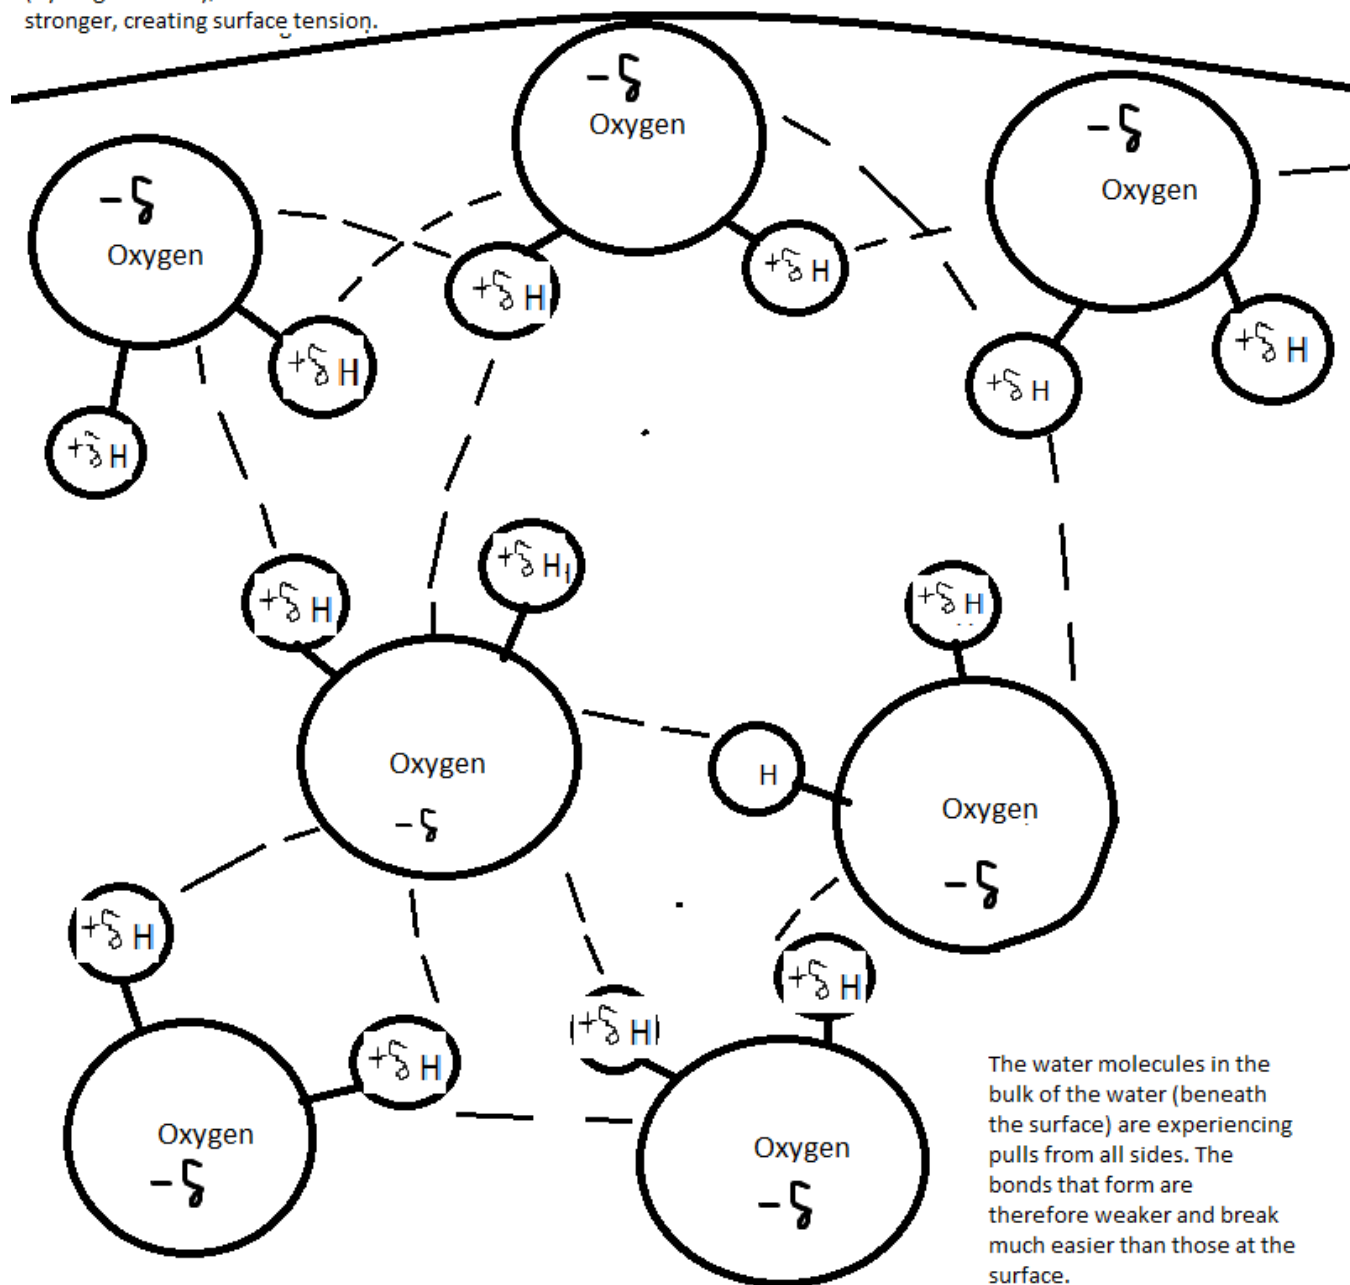 stronger, creating surface tension.
-δ
Oxygen
-δ
Oxygen
-δ
Oxygen
+δ H
+δ H
+δ H
+δ H
+δ H
+δ H
+δ H
+δ H
+δ H
Oxygen
-δ
H
Oxygen
-δ
+δ H
+δ H
+δ H
+δ H
Oxygen
-δ
Oxygen
-δ
The water molecules in the
bulk of the water (beneath
the surface) are experiencing
pulls from all sides. The
bonds that form are
therefore weaker and break
much easier than those at the
surface.